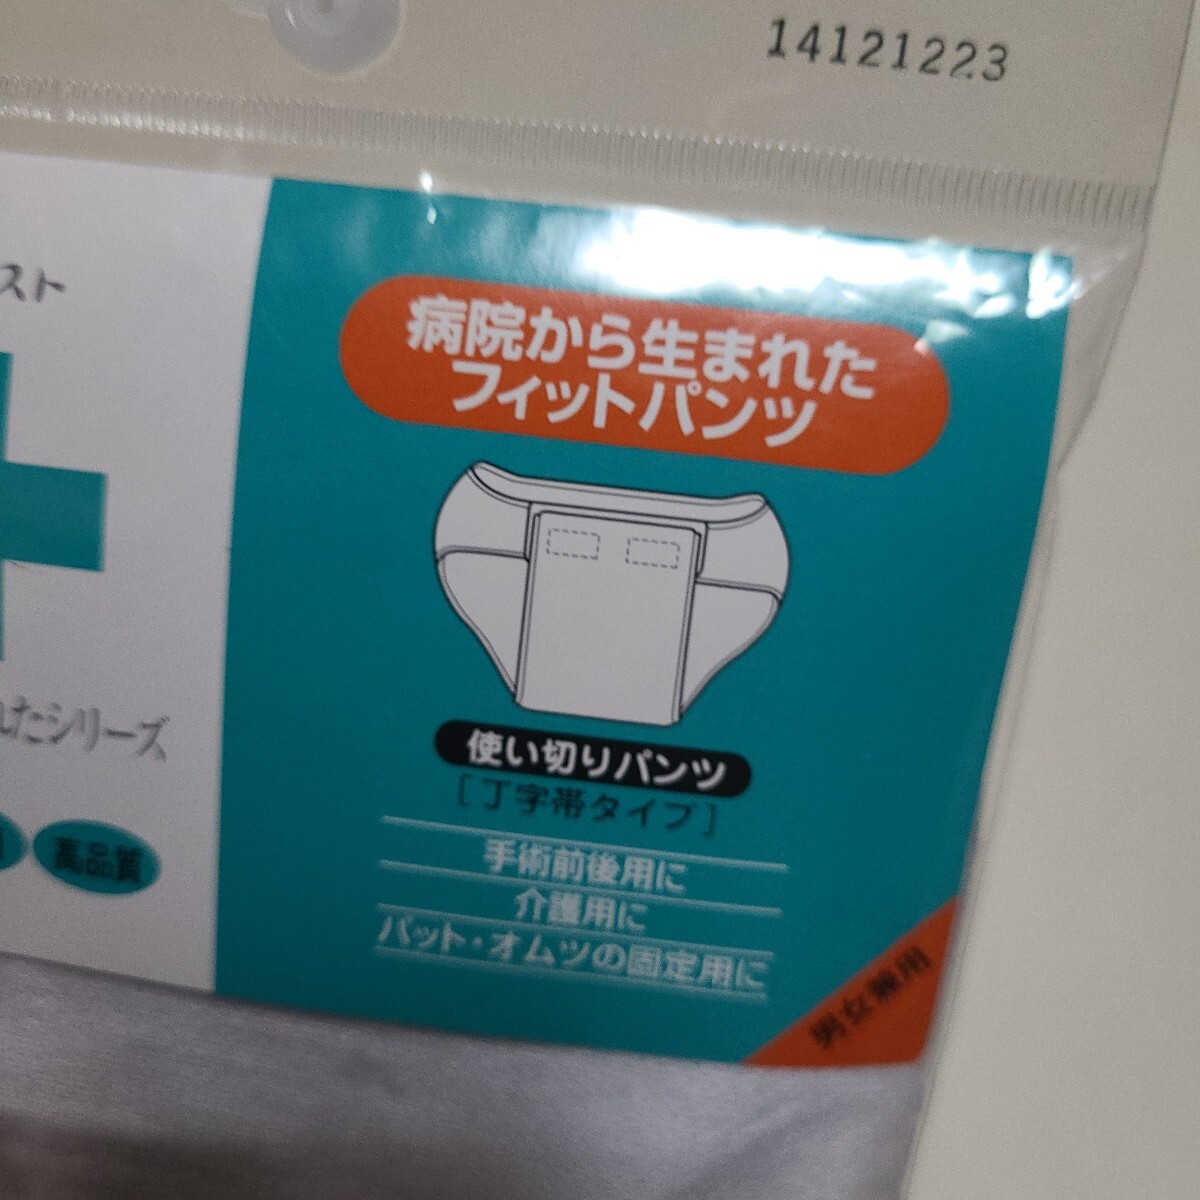 14121223
スト
病院から生まれた
フィットパンツ
れたシリーズ
使い切りパンツ
[丁字帯タイプ]
高品質
手術前後用に
介護用に
パット・オムツの固定用に
男女兼用